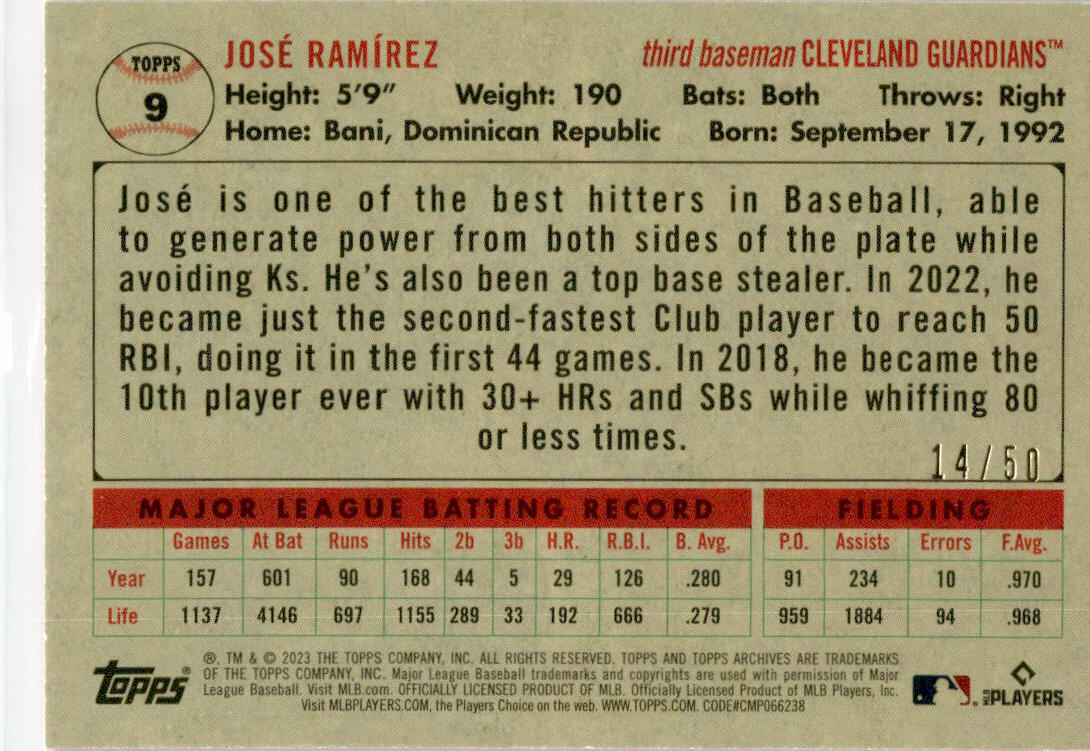 TOPPS
9
JOSÉ RAMÍREZ
third baseman CLEVELAND GUARDIANS™
Height: 5'9" Weight: 190 Bats: Both Throws: Right
Home: Bani, Dominican Republic Born: September 17, 1992
José is one of the best hitters in Baseball, able
to generate power from both sides of the plate while
avoiding Ks. He's also been a top base stealer. In 2022, he
became just the second-fastest Club player to reach 50
RBI, doing it in the first 44 games. In 2018, he became the
10th player ever with 30+ HRs and SBs while whiffing 80
or less times.
14/50
MAJOR LEAGUE BATTING RECORD FIELDING
Games At Bat Runs Hits 2b 3b H.R. R.B.I. B. Avg. P.O. Assists Errors F.Avg.
Year 157 601 90 168 44 5 29 126 .280 91 234 10 .970
Life 1137 4146 697 1155 289 33 192 666 .279 959 1884 94 .968
®, TM & © 2023 THE TOPPS COMPANY, INC. ALL RIGHTS RESERVED. TOPPS AND TOPPS ARCHIVES ARE TRADEMARKS
OF THE TOPPS COMPANY, INC. Major League Baseball trademarks and copyrights are used with permission of Major
League Baseball. Visit MLB.com. OFFICIALLY LICENSED PRODUCT OF MLB. Officially Licensed Product of MLB Players, Inc.
Visit MLBPLAYERS.COM, the Players Choice on the web. WWW.TOPPS.COM. CODE#CMP066238
Topps®
MLB PLAYERS